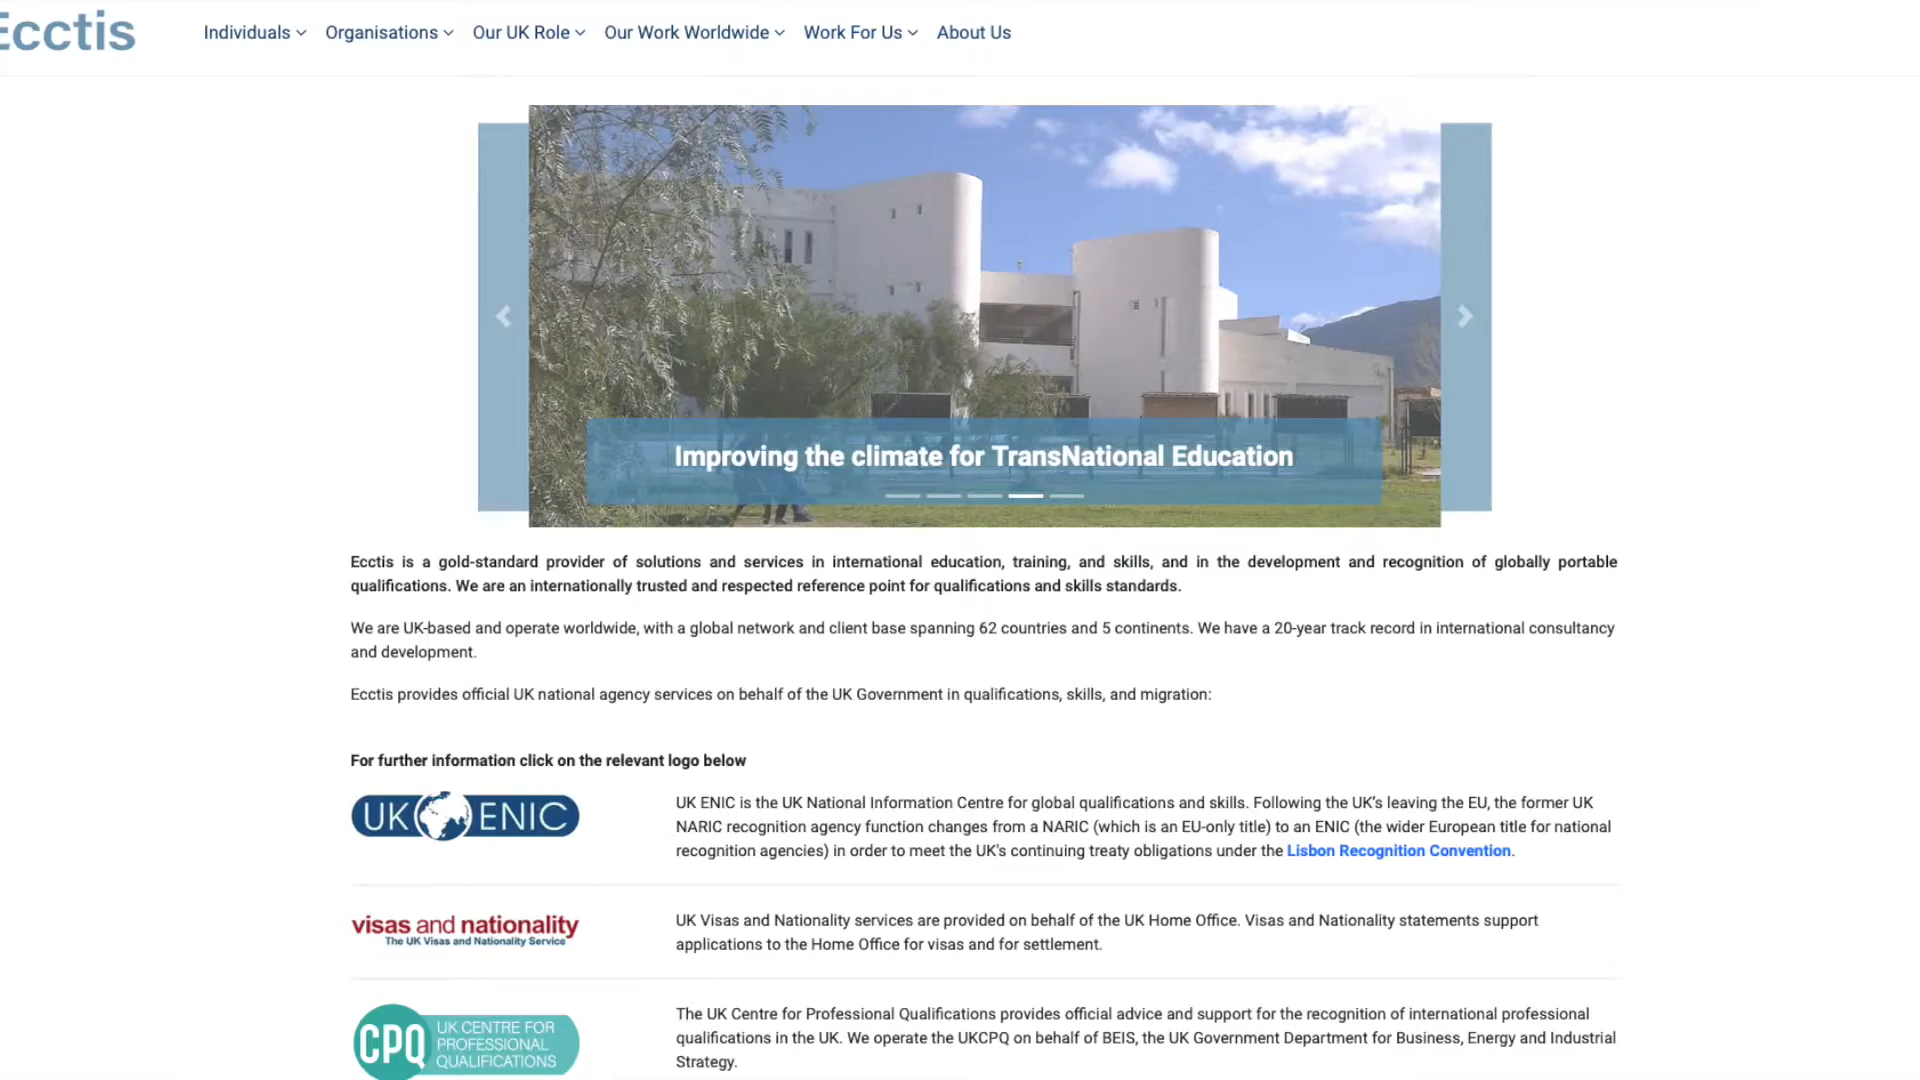 Ecctis
Individuals Organisations Our UK Role Our Work Worldwide Work For Us About Us
Improving the climate for TransNational Education
Ecctis is a gold-standard provider of solutions and services in international education, training, and skills, and in the development and recognition of globally portable
qualifications. We are an internationally trusted and respected reference point for qualifications and skills standards.
We are UK-based and operate worldwide, with a global network and client base spanning 62 countries and 5 continents. We have a 20-year track record in international consultancy
and development.
Ecctis provides official UK national agency services on behalf of the UK Government in qualifications, skills, and migration:
For further information click on the relevant logo below
UK ENIC
UK ENIC is the UK National Information Centre for global qualifications and skills. Following the UK's leaving the EU, the former UK
NARIC recognition agency function changes from a NARIC (which is an EU-only title) to an ENIC (the wider European title for national
recognition agencies) in order to meet the UK's continuing treaty obligations under the Lisbon Recognition Convention.
visas and nationality
The UK Visas and Nationality Service
UK Visas and Nationality services are provided on behalf of the UK Home Office. Visas and Nationality statements support
applications to the Home Office for visas and for settlement.
CPQ
UK CENTRE FOR
PROFESSIONAL
QUALIFICATIONS
The UK Centre for Professional Qualifications provides official advice and support for the recognition of international professional
qualifications in the UK. We operate the UKCPQ on behalf of BEIS, the UK Government Department for Business, Energy and Industrial
Strategy.